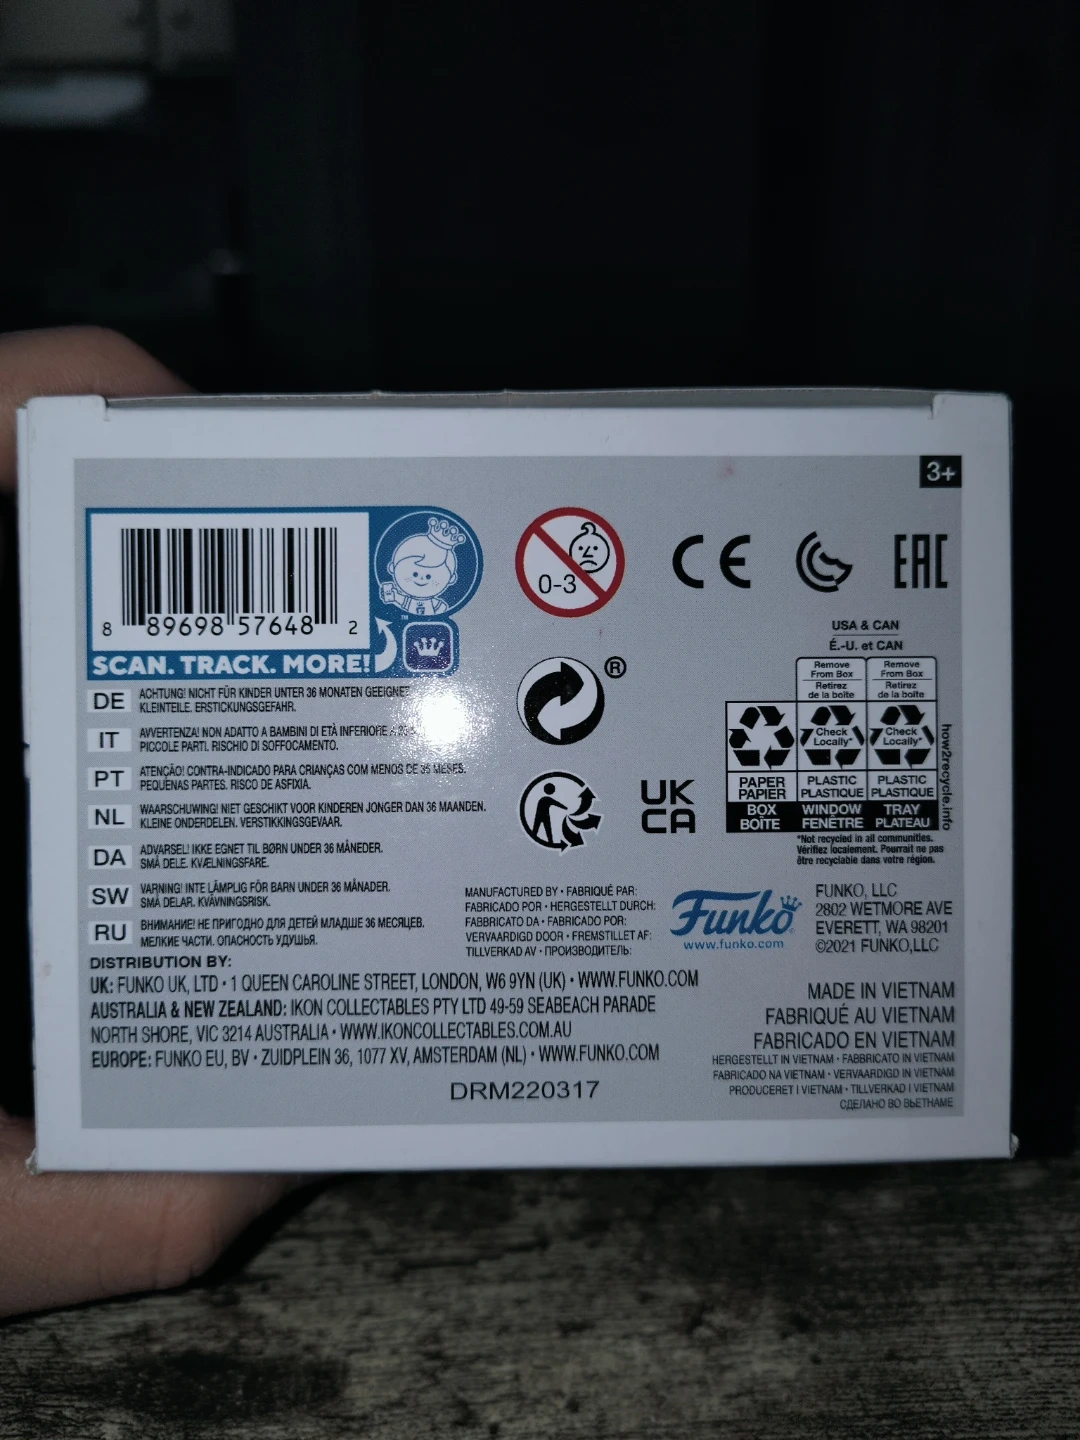 3+
8 89698 57648 2
SCAN. TRACK. MORE!
™
0-3
CE
EAC
®
UK
CA
USA & CAN
É.-U. et CAN
Remove
From Box
Retirez
de la boîte
Remove
From Box
Retirez
de la boîte
Check
Locally*
Check
Locally*
PAPER
PAPIER
PLASTIC
PLASTIQUE
PLASTIC
PLASTIQUE
BOX
BOÎTE
WINDOW
FENÊTRE
TRAY
PLATEAU
how2recycle.info
*Not recycled in all communities.
Vérifiez localement. Pourrait ne pas
être recyclable dans votre région.
DE ACHTUNG! NICHT FÜR KINDER UNTER 36 MONATEN GEEIGNET
KLEINTEILE. ERSTICKUNGSGEFAHR.
IT AVVERTENZA! NON ADATTO A BAMBINI DI ETÀ INFERIORE
PICCOLE PARTI. RISCHIO DI SOFFOCAMENTO.
PT ATENÇÃO! CONTRA-INDICADO PARA CRIANÇAS COM MENOS DE 36 MESES.
PEQUENAS PARTES. RISCO DE ASFIXIA.
NL WAARSCHUWING! NIET GESCHIKT VOOR KINDEREN JONGER DAN 36 MAANDEN.
KLEINE ONDERDELEN. VERSTIKKINGSGEVAAR.
DA ADVARSEL! IKKE EGNET TIL BØRN UNDER 36 MÅNEDER.
SMÅ DELE. KVÆLNINGSFARE.
SW VARNING! INTE LÄMPLIG FÖR BARN UNDER 36 MÅNADER.
SMÅ DELAR. KVÄVNINGSRISK.
RU ВНИМАНИЕ! НЕ ПРИГОДНО ДЛЯ ДЕТЕЙ МЛАДШЕ 36 МЕСЯЦЕВ.
МЕЛКИЕ ЧАСТИ. ОПАСНОСТЬ УДУШЬЯ.
MANUFACTURED BY • FABRIQUÉ PAR:
FABRICADO POR • HERGESTELLT DURCH:
FABBRICATO DA • FABRICADO POR:
VERVAARDIGD DOOR • FREMSTILLET AF:
TILLVERKAD AV • ПРОИЗВОДИТЕЛЬ:
Funko
www.funko.com
FUNKO, LLC
2802 WETMORE AVE
EVERETT, WA 98201
©2021 FUNKO,LLC
DISTRIBUTION BY:
UK: FUNKO UK, LTD • 1 QUEEN CAROLINE STREET, LONDON, W6 9YN (UK) • WWW.FUNKO.COM
AUSTRALIA & NEW ZEALAND: IKON COLLECTABLES PTY LTD 49-59 SEABEACH PARADE
NORTH SHORE, VIC 3214 AUSTRALIA • WWW.IKONCOLLECTABLES.COM.AU
EUROPE: FUNKO EU, BV • ZUIDPLEIN 36, 1077 XV, AMSTERDAM (NL) • WWW.FUNKO.COM
DRM220317
MADE IN VIETNAM
FABRIQUÉ AU VIETNAM
FABRICADO EN VIETNAM
HERGESTELLT IN VIETNAM • FABBRICATO IN VIETNAM
FABRICADO NA VIETNAM • VERVAARDIGD IN VIETNAM
PRODUCERET I VIETNAM • TILLVERKAD I VIETNAM
СДЕЛАНО ВО ВЬЕТНАМЕ